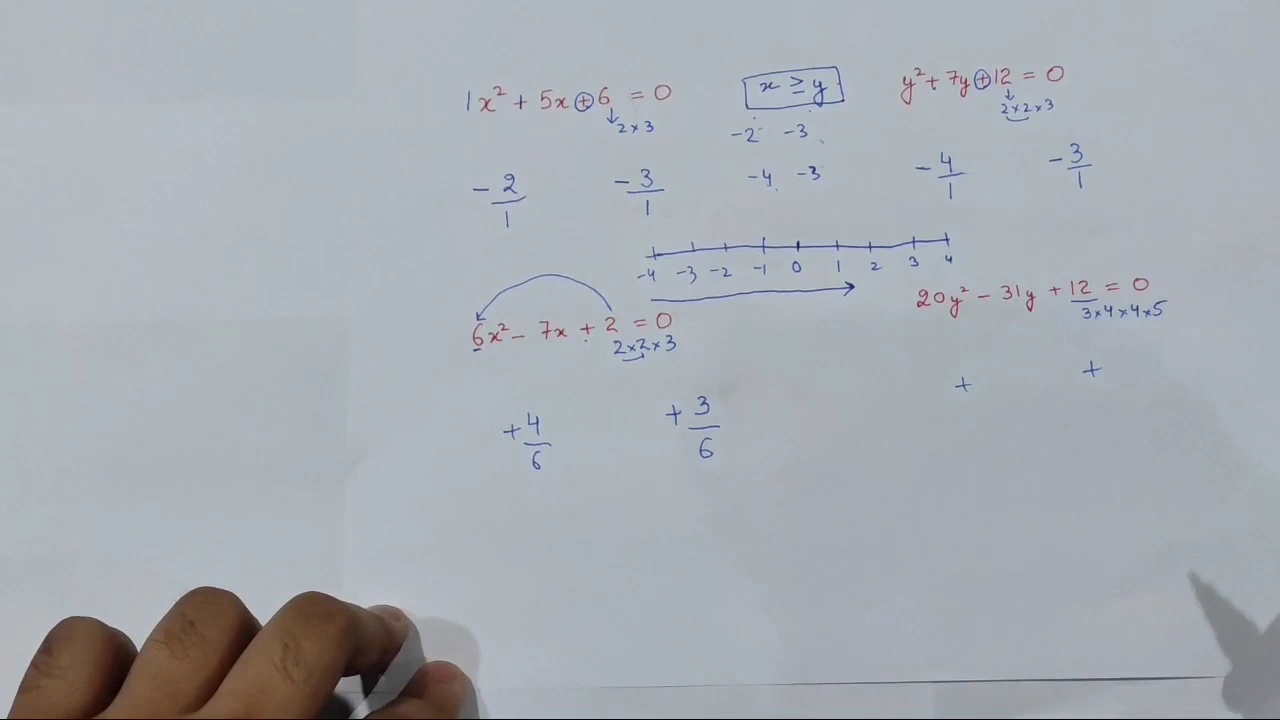 1x² + 5x + 6 = 0
2×3
x ≥ y
y² + 7y + 12 = 0
2×2×3
-2 -3
-4 -3
-2/1 -3/1
-4/1 -3/1
-4 -3 -2 -1 0 1 2 3 4
6x² - 7x + 2 = 0
2×2×3
20y² - 31y + 12 = 0
3×4×4×5
+4/6 +3/6
+ +